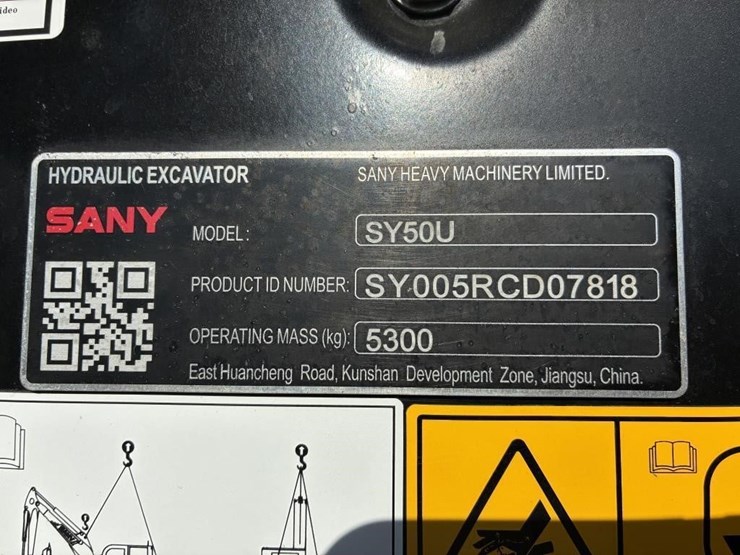 ideo
HYDRAULIC EXCAVATOR
SANY HEAVY MACHINERY LIMITED.
SANY
MODEL: SY50U
PRODUCT ID NUMBER: SY005RCD07818
OPERATING MASS (kg): 5300
East Huancheng Road, Kunshan Development Zone, Jiangsu, China.